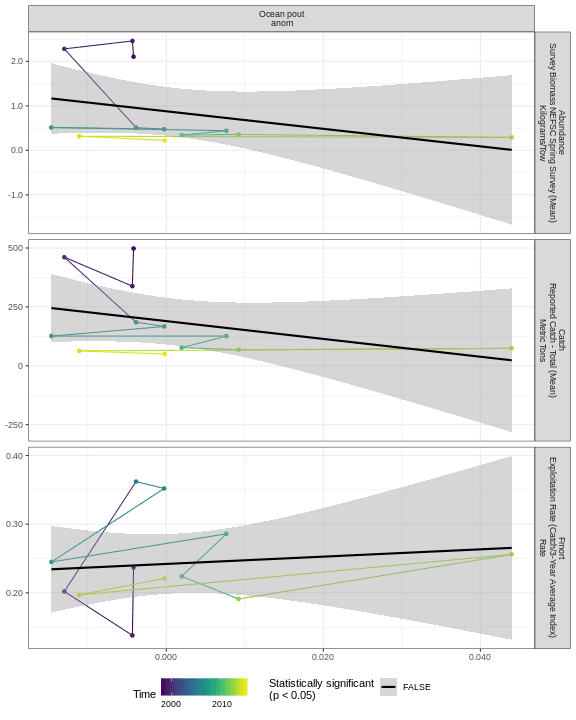 Ocean pout
anom
2.0
1.0
0.0
-1.0
Abundance
Survey Biomass NEFSC Spring Survey (Mean)
Kilograms/Tow
500
250
0
-250
Catch
Reported Catch - Total (Mean)
Metric Tons
0.40
0.30
0.20
Fmort
Exploitation Rate (Catch/3-Year Average Index)
Rate
0.000
0.020
0.040
Time
2000
2010
Statistically significant
(p < 0.05)
FALSE